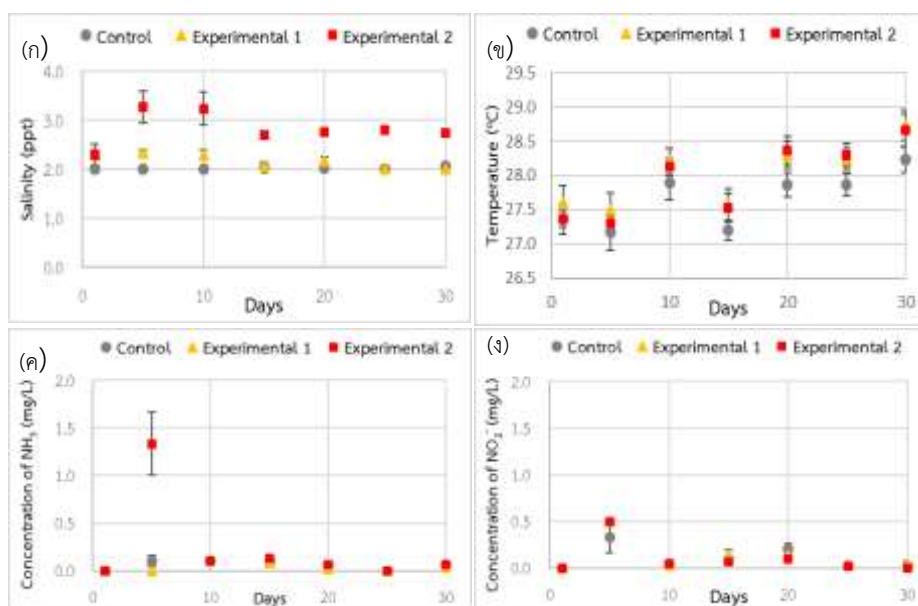 (ก)
Control Experimental 1 Experimental 2
4.0
3.0
2.0
1.0
0.0
Salinity (ppt)
0 10 20 30
Days
(ข)
Control Experimental 1 Experimental 2
29.5
29.0
28.5
28.0
27.5
27.0
26.5
Temperature (°C)
0 10 20 30
Days
(ค)
Control Experimental 1 Experimental 2
2.0
1.5
1.0
0.5
0.0
Concentration of NH₃ (mg/L)
0 10 20 30
Days
(ง)
Control Experimental 1 Experimental 2
2.0
1.5
1.0
0.5
0.0
Concentration of NO₂⁻ (mg/L)
0 10 20 30
Days